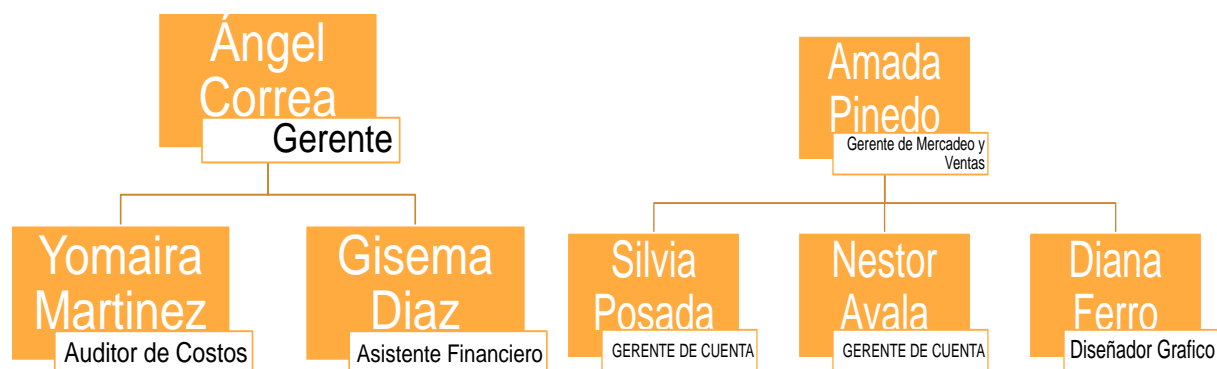 Ángel
Correa
Gerente
Yomaira
Martinez
Auditor de Costos
Gisema
Diaz
Asistente Financiero
Amada
Pinedo
Gerente de Mercadeo y
Ventas
Silvia
Posada
GERENTE DE CUENTA
Nestor
Avala
GERENTE DE CUENTA
Diana
Ferro
Diseñador Grafico